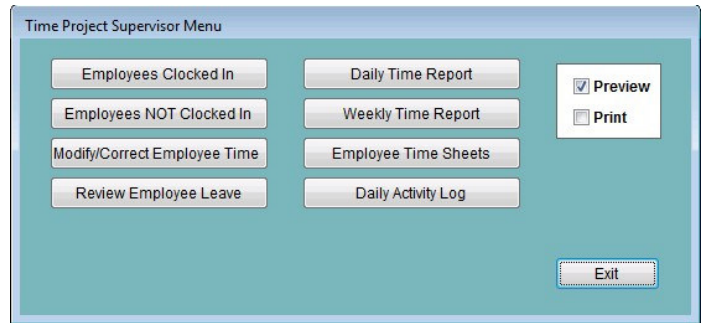 Time Project Supervisor Menu
Employees Clocked In
Employees NOT Clocked In
Modify/Correct Employee Time
Review Employee Leave
Daily Time Report
Weekly Time Report
Employee Time Sheets
Daily Activity Log
Preview
Print
Exit